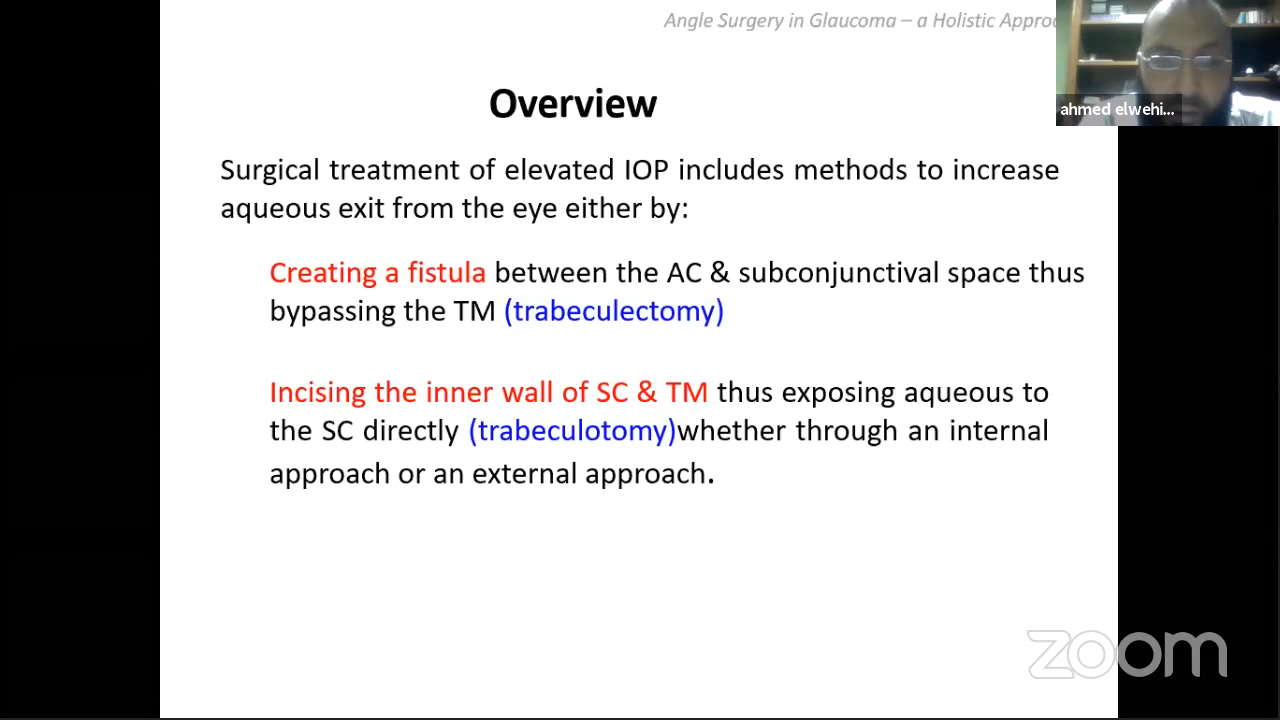 Angle Surgery in Glaucoma – a Holistic
ahmed elwehi...
Overview
Surgical treatment of elevated IOP includes methods to increase
aqueous exit from the eye either by:
Creating a fistula between the AC & subconjunctival space thus
bypassing the TM (trabeculectomy)
Incising the inner wall of SC & TM thus exposing aqueous to
the SC directly (trabeculotomy)whether through an internal
approach or an external approach.
zoom